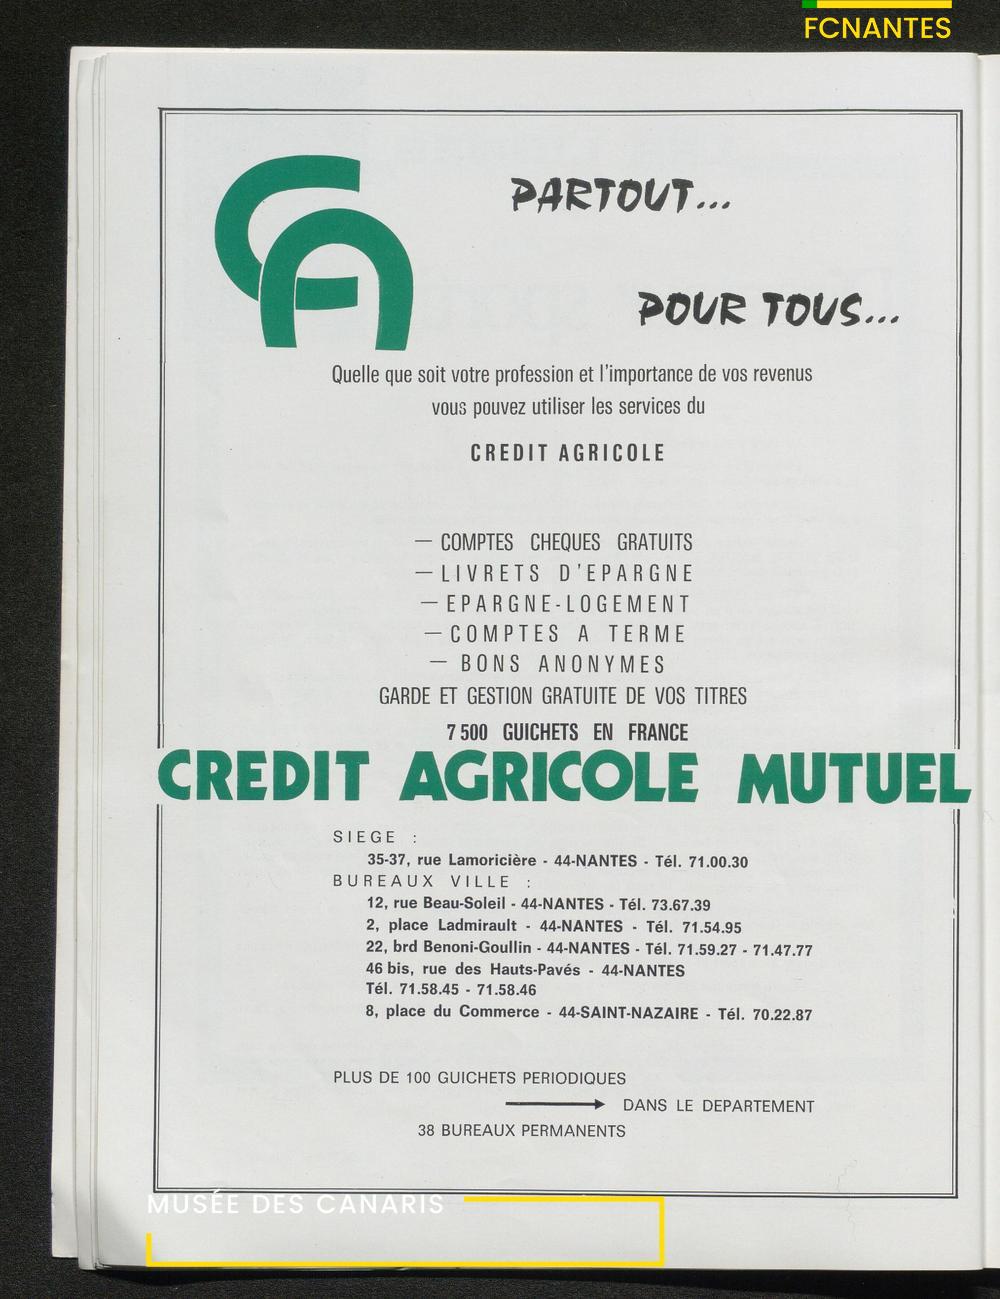 FCNANTES
CA
PARTOUT...
POUR TOUS...
Quelle que soit votre profession et l'importance de vos revenus
vous pouvez utiliser les services du
CREDIT AGRICOLE
— COMPTES CHEQUES GRATUITS
— LIVRETS D'EPARGNE
— EPARGNE-LOGEMENT
— COMPTES A TERME
— BONS ANONYMES
GARDE ET GESTION GRATUITE DE VOS TITRES
7 500 GUICHETS EN FRANCE
CREDIT AGRICOLE MUTUEL
SIEGE :
35-37, rue Lamoricière - 44-NANTES - Tél. 71.00.30
BUREAUX VILLE :
12, rue Beau-Soleil - 44-NANTES - Tél. 73.67.39
2, place Ladmirault - 44-NANTES - Tél. 71.54.95
22, brd Benoni-Goullin - 44-NANTES - Tél. 71.59.27 - 71.47.77
46 bis, rue des Hauts-Pavés - 44-NANTES
Tél. 71.58.45 - 71.58.46
8, place du Commerce - 44-SAINT-NAZAIRE - Tél. 70.22.87
PLUS DE 100 GUICHETS PERIODIQUES
DANS LE DEPARTEMENT
38 BUREAUX PERMANENTS
MUSÉE DES CANARIS